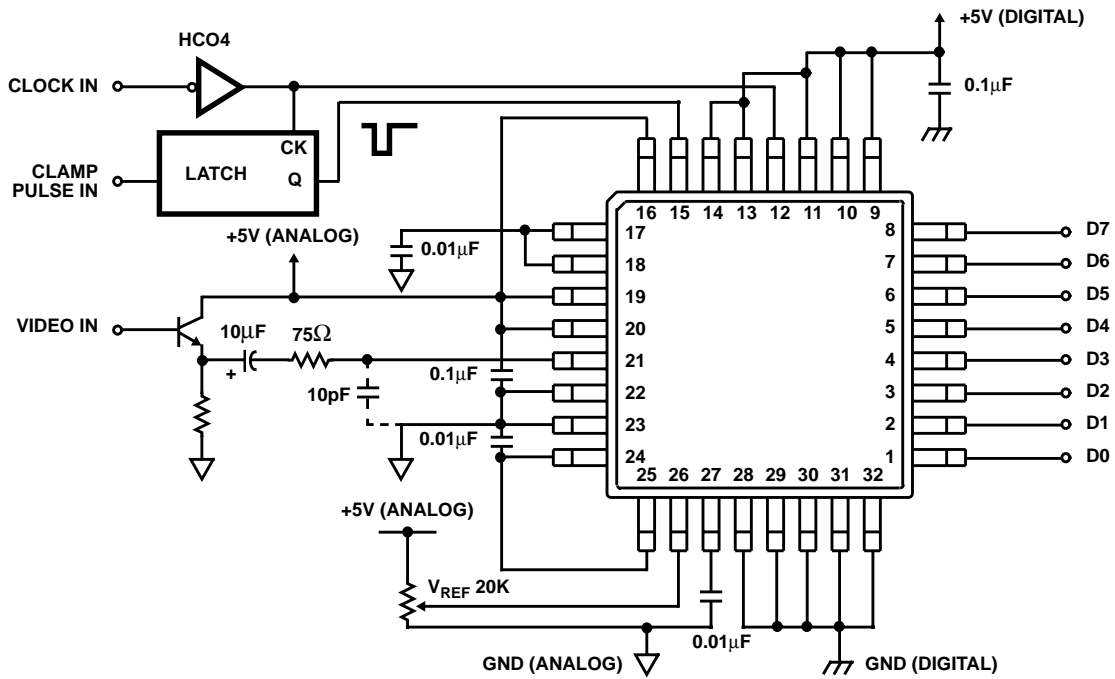 +5V (DIGITAL)
HCO4
CLOCK IN
0.1μF
CK
CLAMP
PULSE IN
LATCH
Q
16 15 14 13 12 11 10 9
+5V (ANALOG)
0.01μF
17
18
19
20
21
22
23
24
8
7
6
5
4
3
2
1
D7
D6
D5
D4
D3
D2
D1
D0
VIDEO IN
10μF
75Ω
+
10pF
0.1μF
0.01μF
25 26 27 28 29 30 31 32
+5V (ANALOG)
VREF 20K
0.01μF
GND (ANALOG)
GND (DIGITAL)